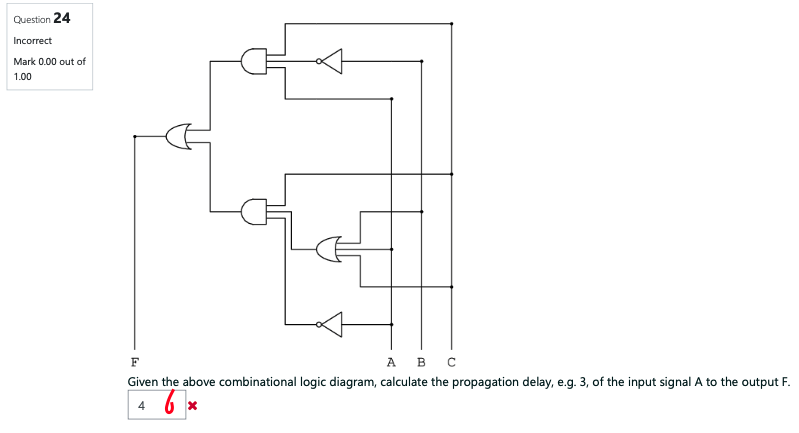 Question 24
Incorrect
Mark 0.00 out of
1.00
F A B C
Given the above combinational logic diagram, calculate the propagation delay, e.g. 3, of the input signal A to the output F.
4 6 ✖